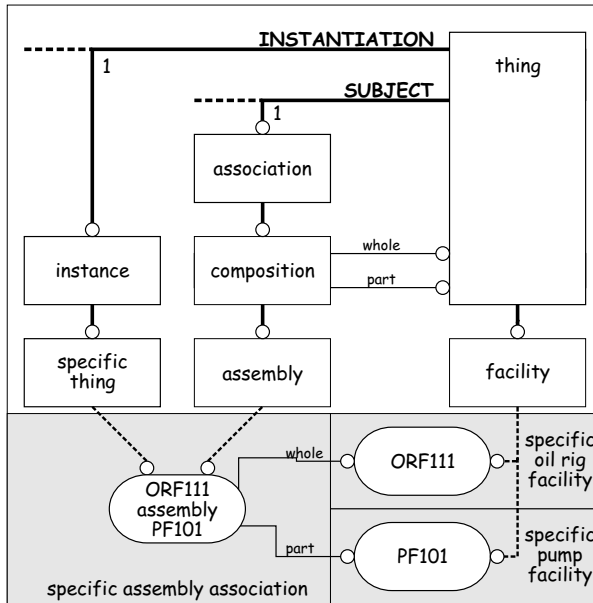 INSTANTIATION
1
thing
SUBJECT
1
association
whole
instance
composition
part
specific
thing
assembly
facility
whole
ORF111
specific
oil rig
facility
ORF111
assembly
PF101
part
PF101
specific
pump
facility
specific assembly association